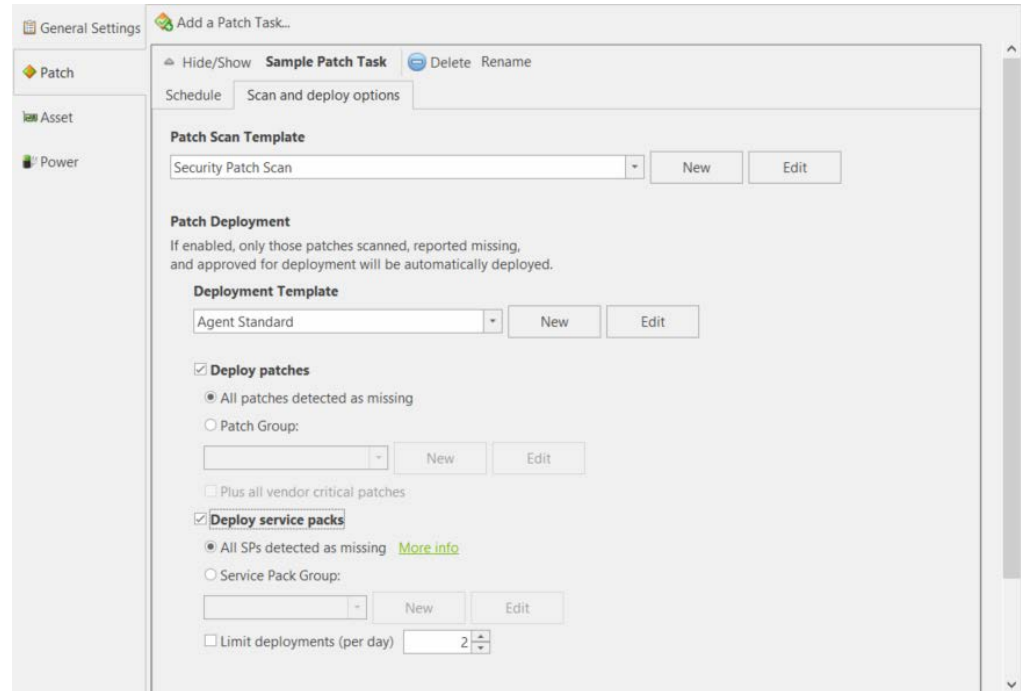 General Settings
Patch
Asset
Power
Add a Patch Task...
Hide/Show Sample Patch Task Delete Rename
Schedule Scan and deploy options
Patch Scan Template
Security Patch Scan New Edit
Patch Deployment
If enabled, only those patches scanned, reported missing,
and approved for deployment will be automatically deployed.
Deployment Template
Agent Standard New Edit
Deploy patches
All patches detected as missing
Patch Group:
New Edit
Plus all vendor critical patches
Deploy service packs
All SPs detected as missing More info
Service Pack Group:
New Edit
Limit deployments (per day) 2